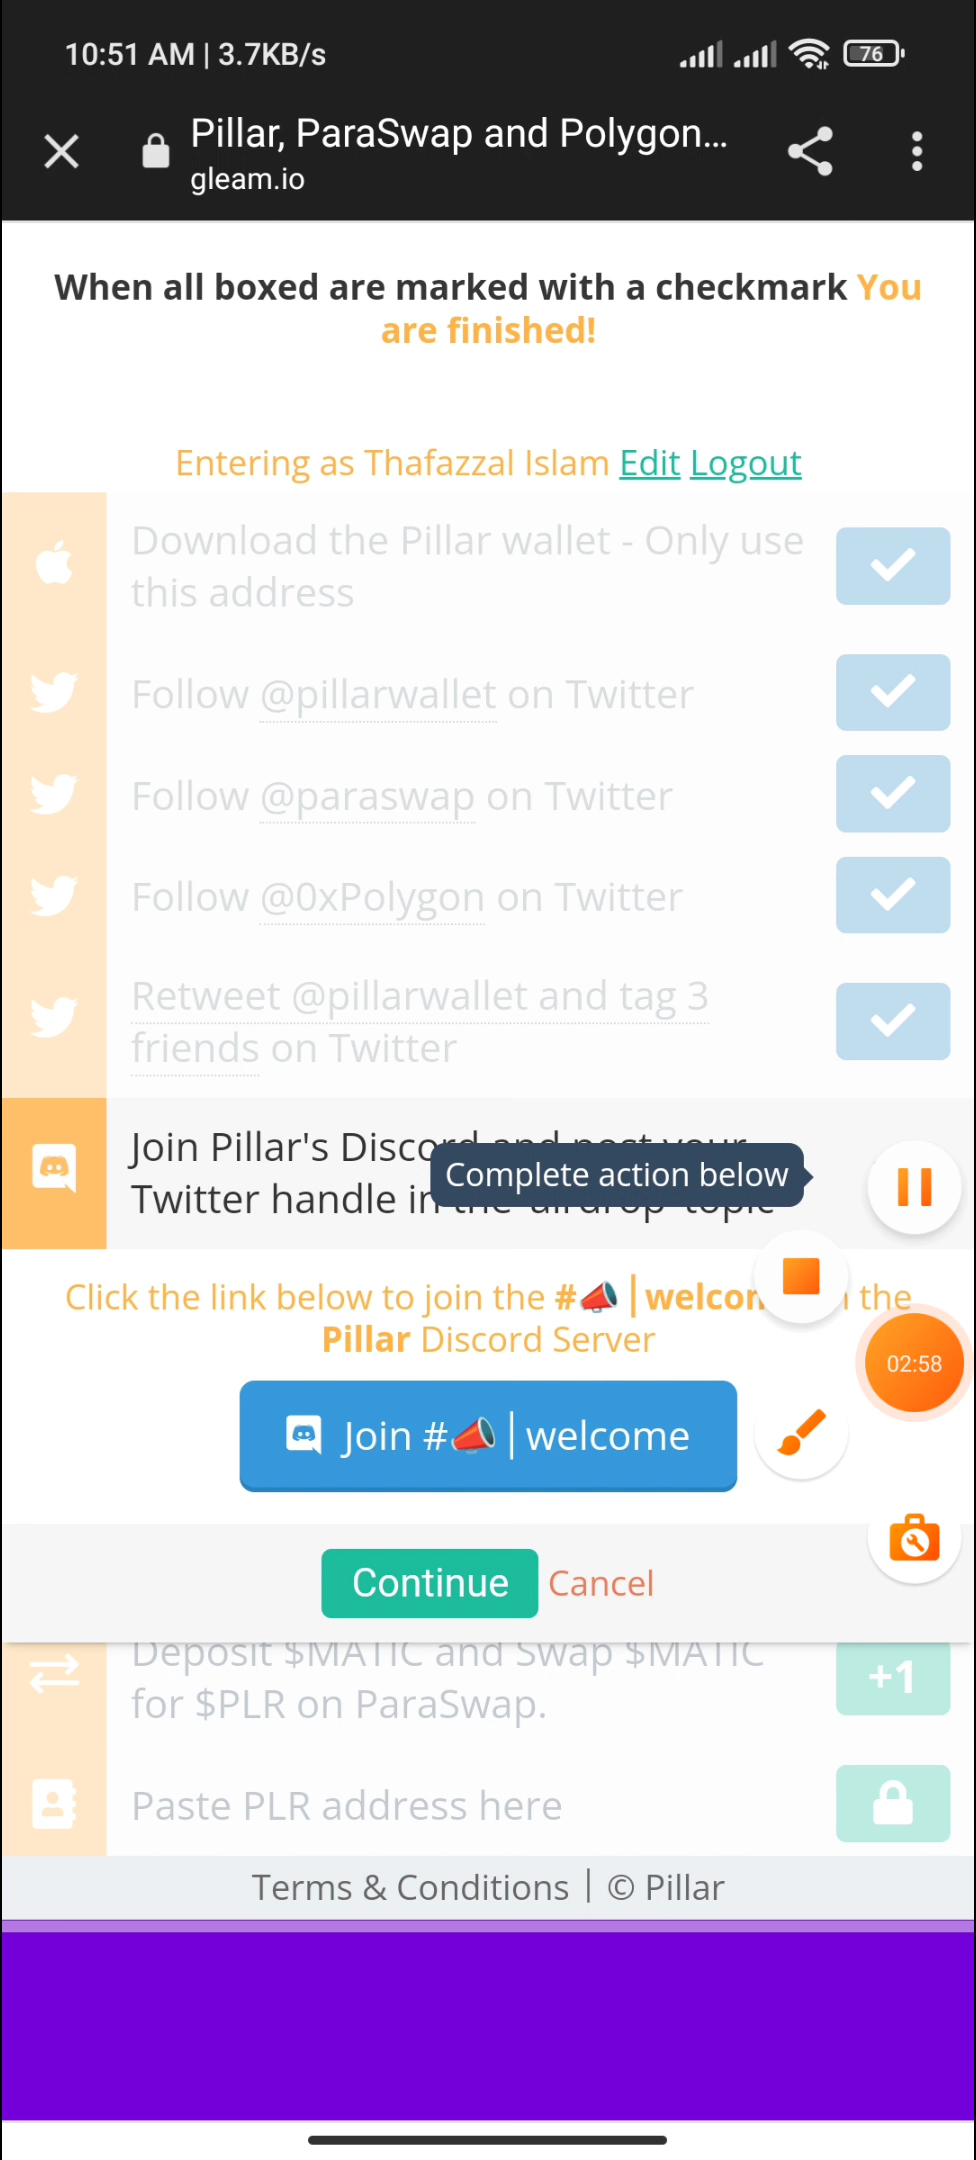 10:51 AM | 3.7KB/s
76
Pillar, ParaSwap and Polygon...
gleam.io
When all boxed are marked with a checkmark You
are finished!
Entering as Thafazzal Islam Edit Logout
Download the Pillar wallet - Only use
this address
Follow @pillarwallet on Twitter
Follow @paraswap on Twitter
Follow @0xPolygon on Twitter
Retweet @pillarwallet and tag 3
friends on Twitter
Join Pillar's Discord and post your
Complete action below
Twitter handle in the "airdrop" topic
Click the link below to join the #📣 | welcom the
Pillar Discord Server
02:58
Join #📣 | welcome
Continue Cancel
Deposit $MATIC and Swap $MATIC
for $PLR on ParaSwap.
+1
Paste PLR address here
Terms & Conditions | © Pillar